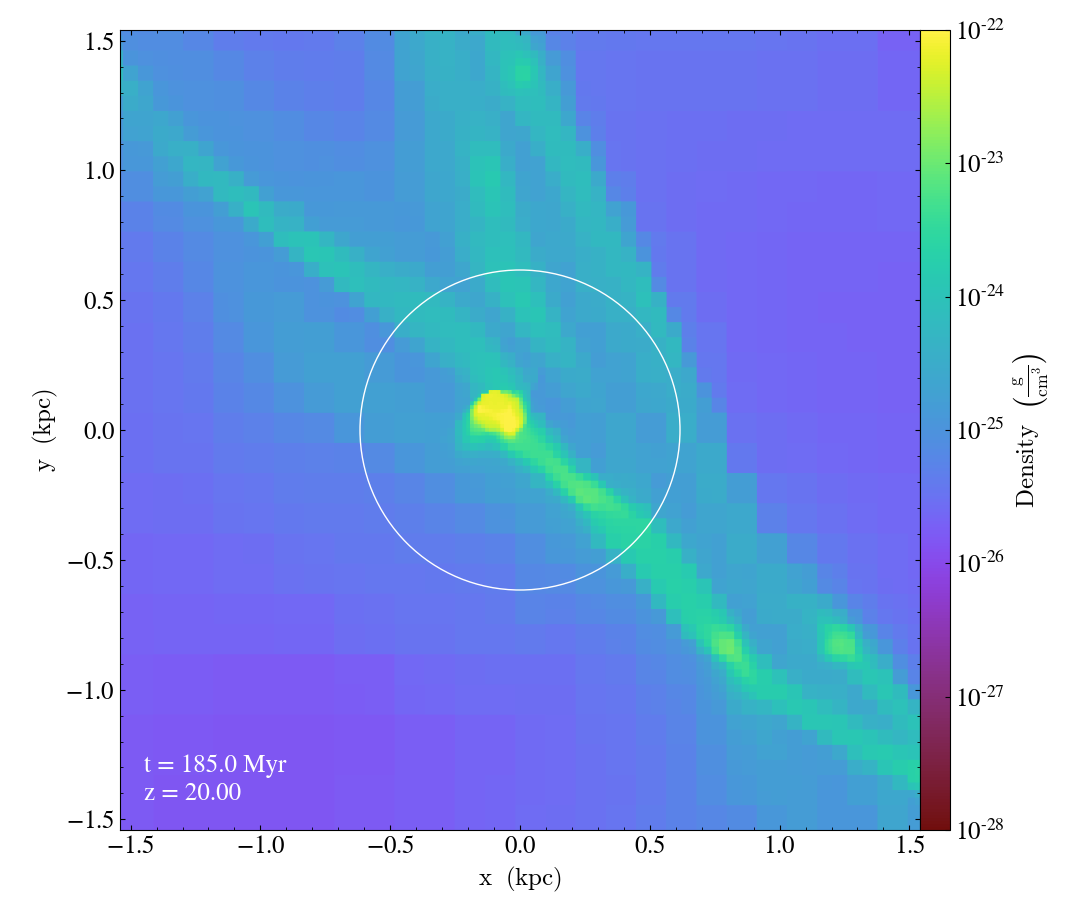 1.5
1.0
0.5
0.0
−0.5
−1.0
−1.5
y (kpc)
t = 185.0 Myr
z = 20.00
−1.5 −1.0 −0.5 0.0 0.5 1.0 1.5
x (kpc)
10⁻²²
10⁻²³
10⁻²⁴
10⁻²⁵
10⁻²⁶
10⁻²⁷
10⁻²⁸
Density (g/cm³)